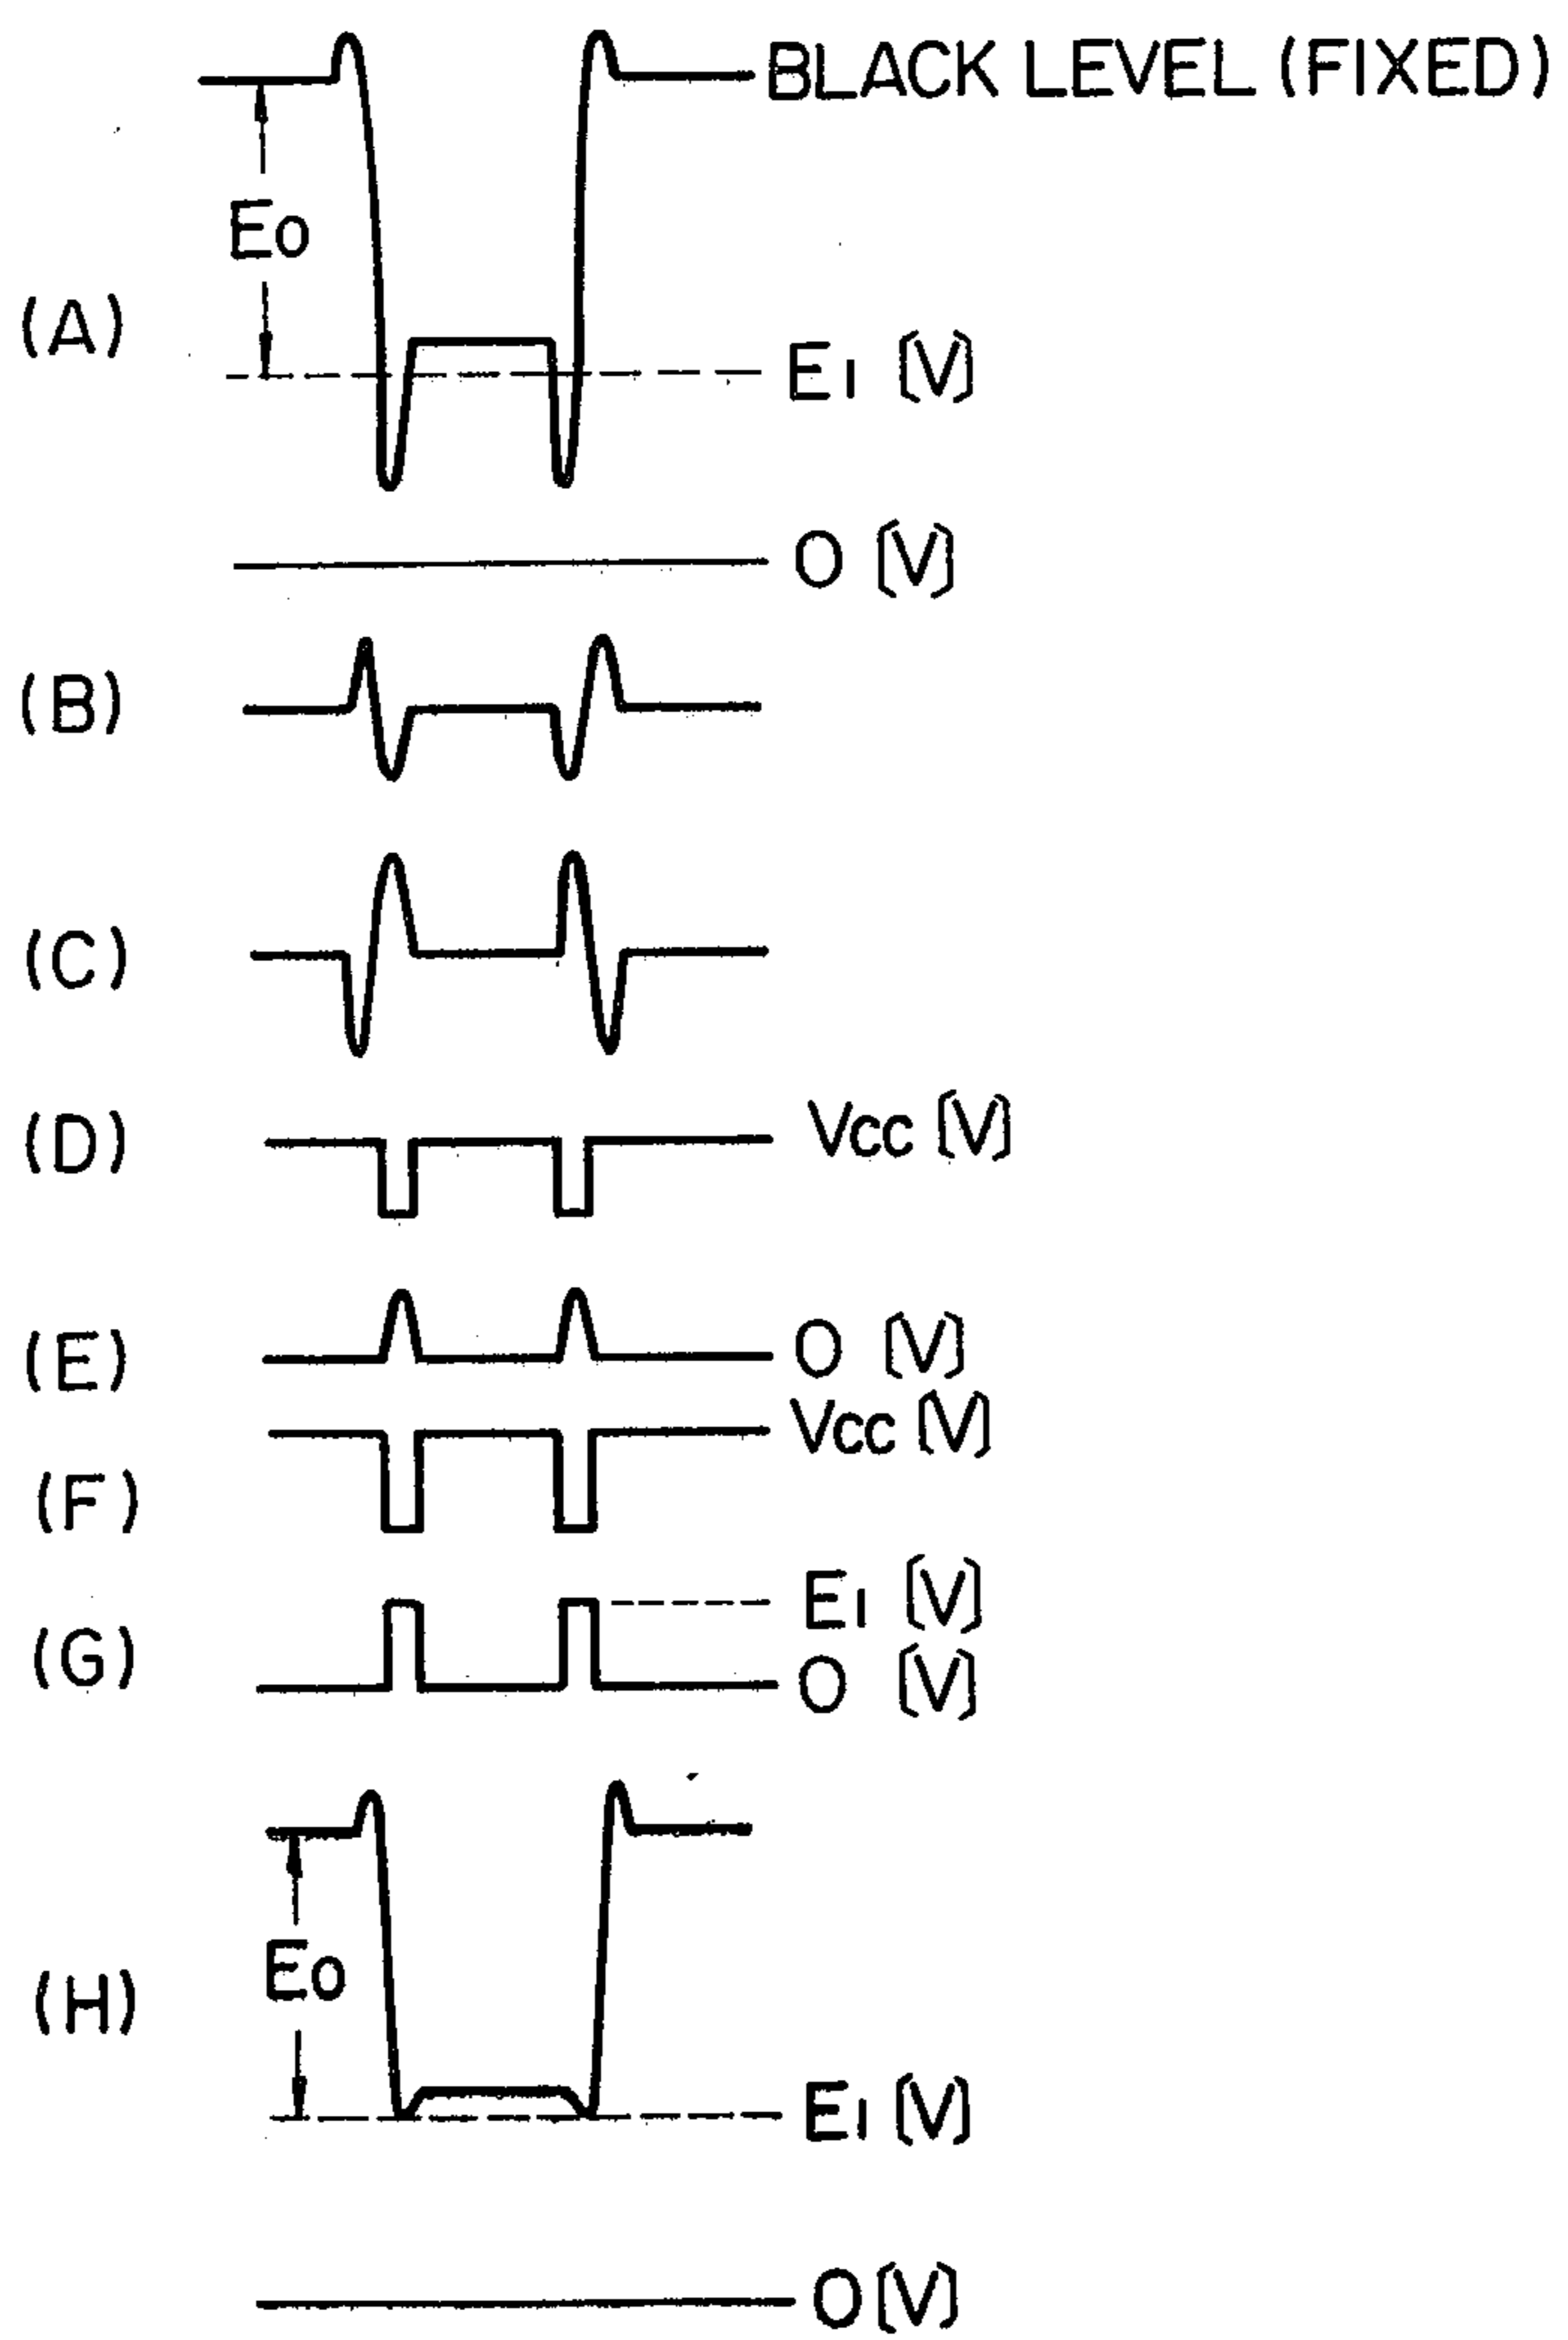 BLACK LEVEL (FIXED)
Eo
(A)
E1 [V]
O [V]
(B)
(C)
(D)
Vcc [V]
(E)
O [V]
Vcc [V]
(F)
E1 [V]
(G)
O [V]
Eo
(H)
E1 [V]
O [V]